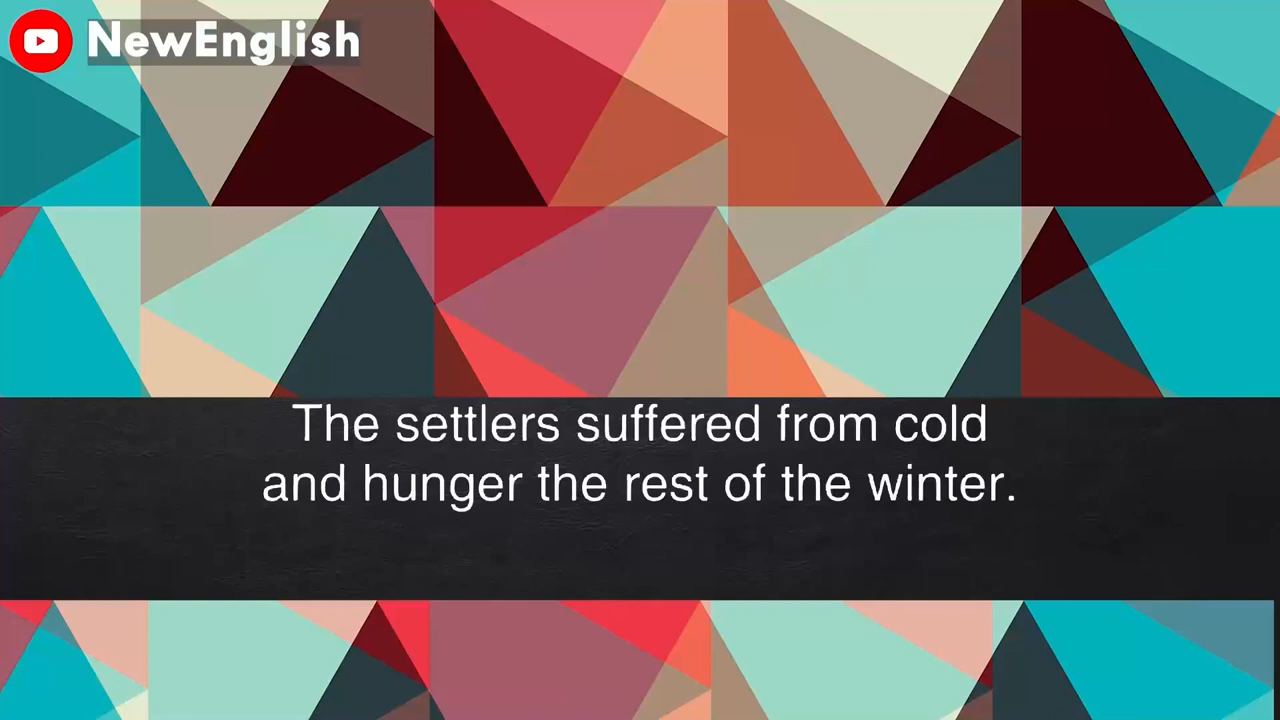 NewEnglish
The settlers suffered from cold
and hunger the rest of the winter.